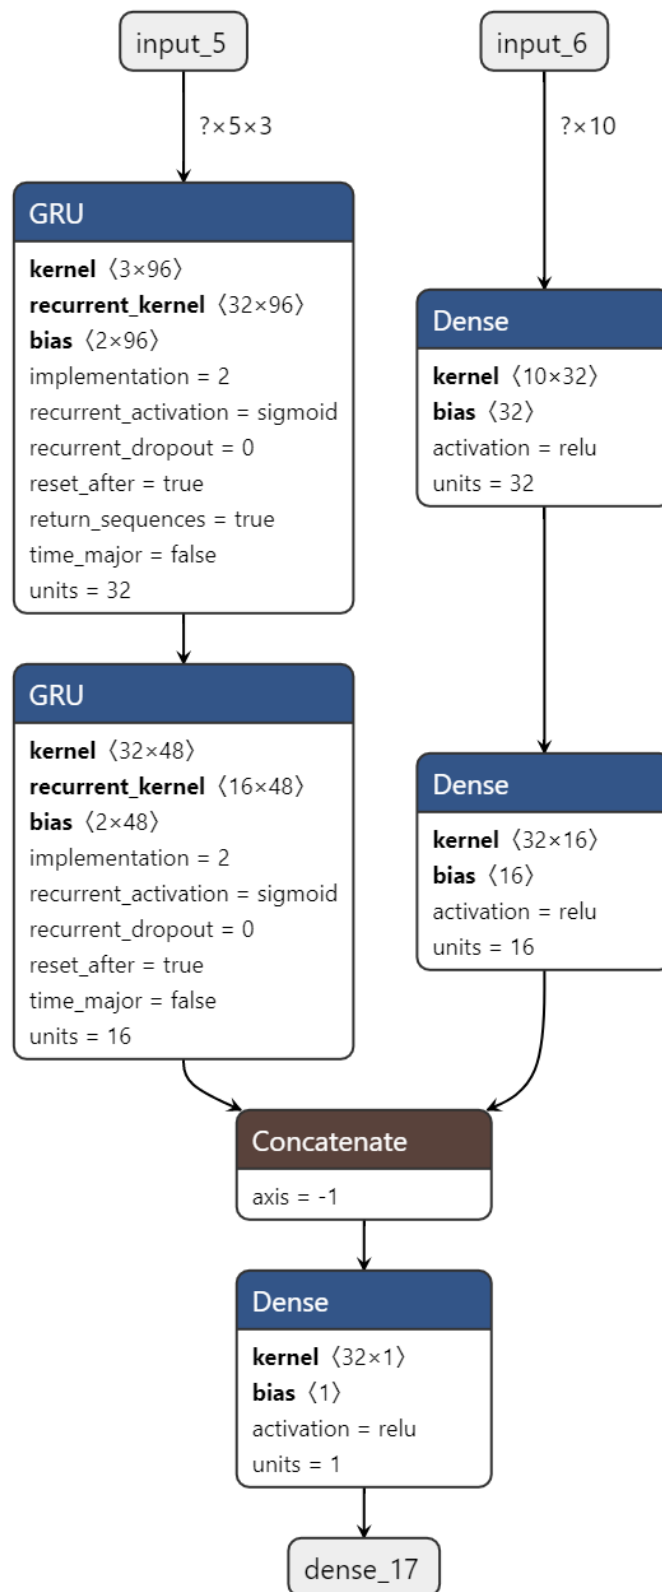 input_5
input_6
?×5×3
?×10
GRU
kernel 〈3×96〉
recurrent_kernel 〈32×96〉
bias 〈2×96〉
implementation = 2
recurrent_activation = sigmoid
recurrent_dropout = 0
reset_after = true
return_sequences = true
time_major = false
units = 32
Dense
kernel 〈10×32〉
bias 〈32〉
activation = relu
units = 32
GRU
kernel 〈32×48〉
recurrent_kernel 〈16×48〉
bias 〈2×48〉
implementation = 2
recurrent_activation = sigmoid
recurrent_dropout = 0
reset_after = true
time_major = false
units = 16
Dense
kernel 〈32×16〉
bias 〈16〉
activation = relu
units = 16
Concatenate
axis = -1
Dense
kernel 〈32×1〉
bias 〈1〉
activation = relu
units = 1
dense_17